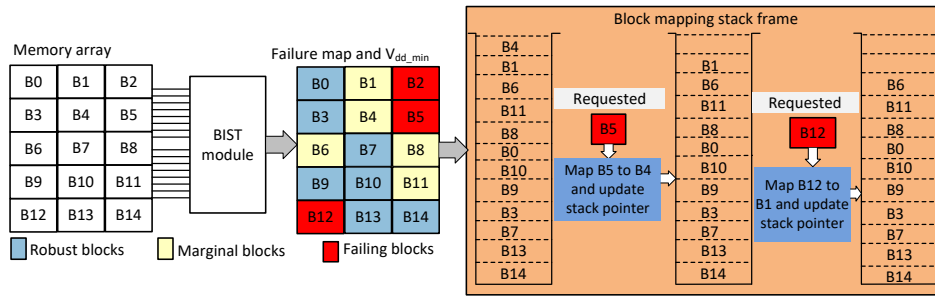 Memory array
B0 B1 B2
B3 B4 B5
B6 B7 B8
B9 B10 B11
B12 B13 B14
BIST
module
Failure map and Vdd_min
B0 B1 B2
B3 B4 B5
B6 B7 B8
B9 B10 B11
B12 B13 B14
Robust blocks
Marginal blocks
Failing blocks
Block mapping stack frame
B4
B1
B6
B11
B8
B0
B10
B9
B3
B7
B13
B14
Requested
B5
Map B5 to B4
and update
stack pointer
B1
B6
B11
B8
B0
B10
B9
B3
B7
B13
B14
Requested
B12
Map B12 to
B1 and update
stack pointer
B6
B11
B8
B0
B10
B9
B3
B7
B13
B14